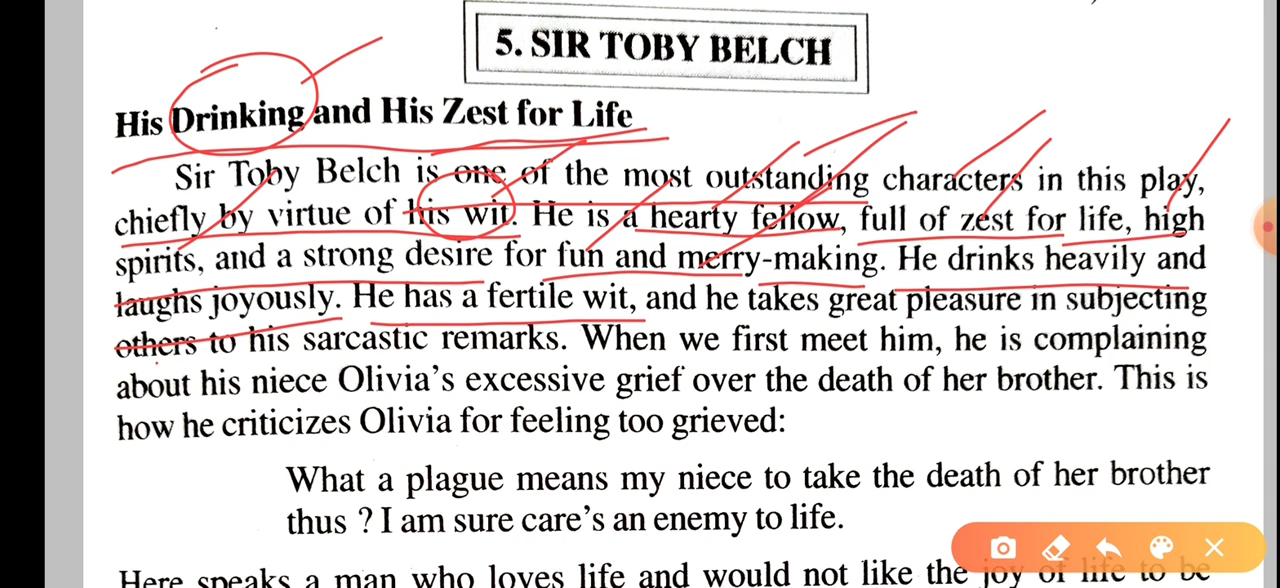 5. SIR TOBY BELCH
His Drinking and His Zest for Life
Sir Toby Belch is one of the most outstanding characters in this play,
chiefly by virtue of his wit. He is a hearty fellow, full of zest for life, high
spirits, and a strong desire for fun and merry-making. He drinks heavily and
laughs joyously. He has a fertile wit, and he takes great pleasure in subjecting
others to his sarcastic remarks. When we first meet him, he is complaining
about his niece Olivia's excessive grief over the death of her brother. This is
how he criticizes Olivia for feeling too grieved:
What a plague means my niece to take the death of her brother
thus ? I am sure care's an enemy to life.
Here speaks a man who loves life and would not like the joy of life to be